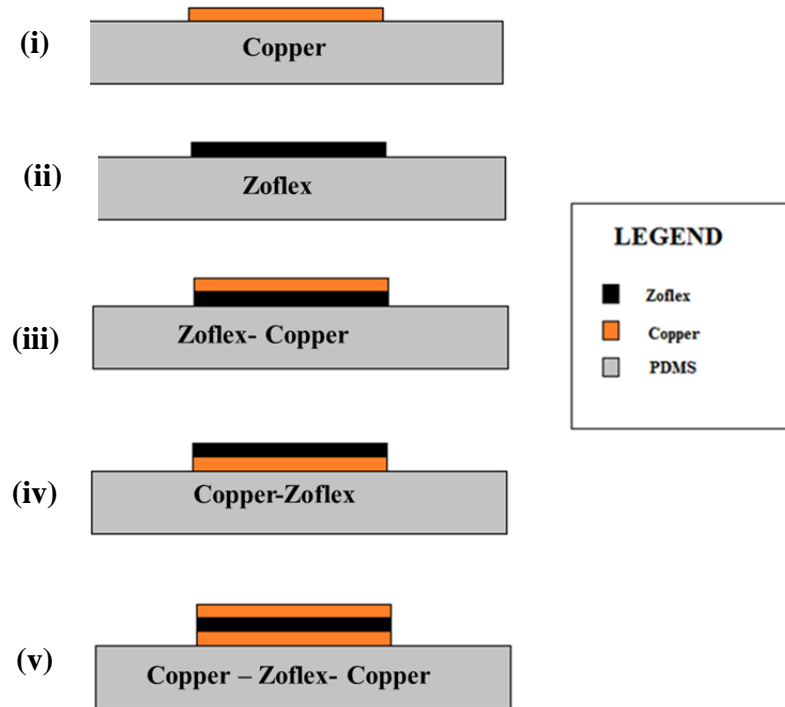 (i)
Copper
(ii)
Zoflex
(iii)
Zoflex- Copper
(iv)
Copper-Zoflex
(v)
Copper – Zoflex- Copper
LEGEND
Zoflex
Copper
PDMS